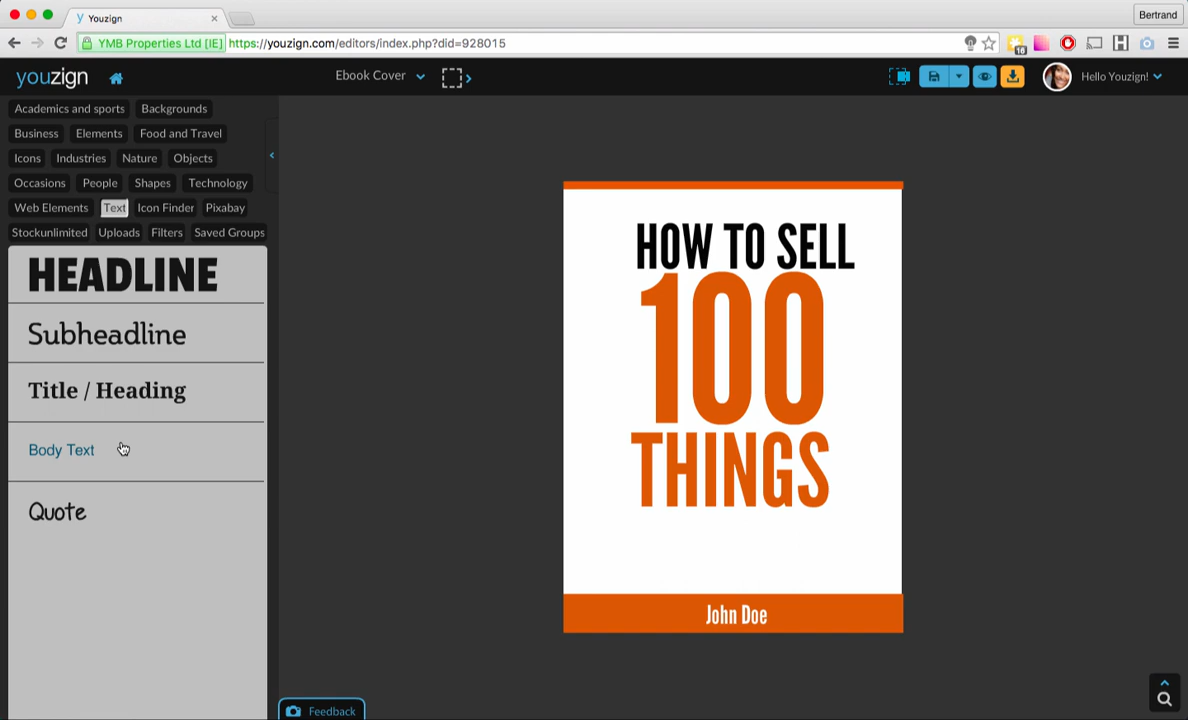 Youzign
Bertrand
YMB Properties Ltd [IE] https://youzign.com/editors/index.php?did=928015
16
youzign
Ebook Cover
Hello Youzign!
Academics and sports Backgrounds
Business Elements Food and Travel
Icons Industries Nature Objects
Occasions People Shapes Technology
Web Elements Text Icon Finder Pixabay
Stockunlimited Uploads Filters Saved Groups
HEADLINE
Subheadline
Title / Heading
Body Text
Quote
HOW TO SELL
100
THINGS
John Doe
Feedback